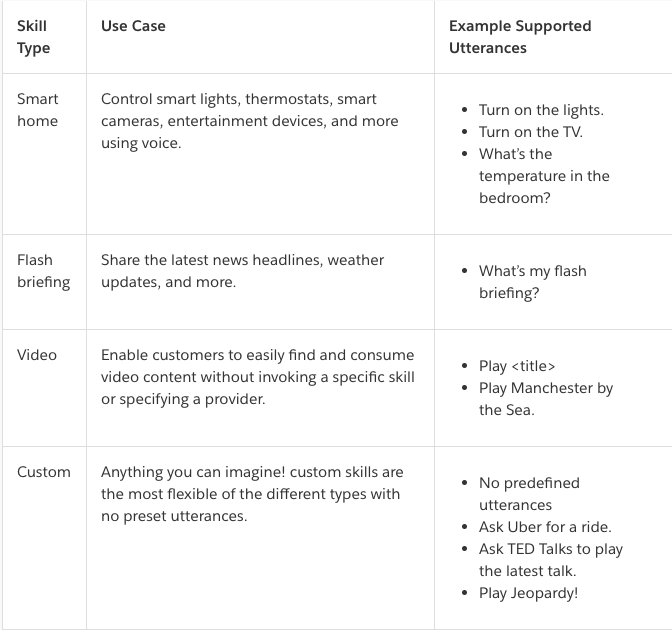 Skill
Type
Use Case
Example Supported
Utterances
Smart
home
Control smart lights, thermostats, smart
cameras, entertainment devices, and more
using voice.
• Turn on the lights.
• Turn on the TV.
• What's the
temperature in the
bedroom?
Flash
briefing
Share the latest news headlines, weather
updates, and more.
• What's my flash
briefing?
Video
Enable customers to easily find and consume
video content without invoking a specific skill
or specifying a provider.
• Play <title>
• Play Manchester by
the Sea.
Custom
Anything you can imagine! custom skills are
the most flexible of the different types with
no preset utterances.
• No predefined
utterances
• Ask Uber for a ride.
• Ask TED Talks to play
the latest talk.
• Play Jeopardy!